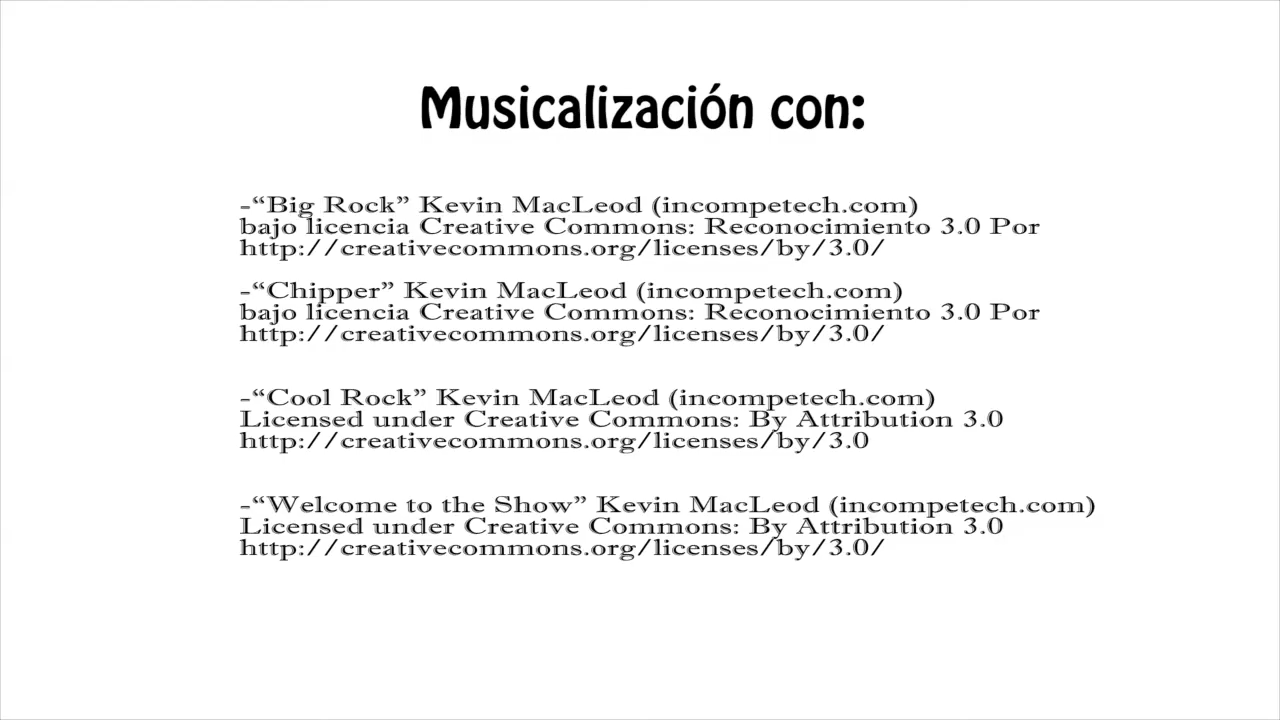 Musicalización con:
-“Big Rock” Kevin MacLeod (incompetech.com)
bajo licencia Creative Commons: Reconocimiento 3.0 Por
http://creativecommons.org/licenses/by/3.0/
-“Chipper” Kevin MacLeod (incompetech.com)
bajo licencia Creative Commons: Reconocimiento 3.0 Por
http://creativecommons.org/licenses/by/3.0/
-“Cool Rock” Kevin MacLeod (incompetech.com)
Licensed under Creative Commons: By Attribution 3.0
http://creativecommons.org/licenses/by/3.0
-“Welcome to the Show” Kevin MacLeod (incompetech.com)
Licensed under Creative Commons: By Attribution 3.0
http://creativecommons.org/licenses/by/3.0/